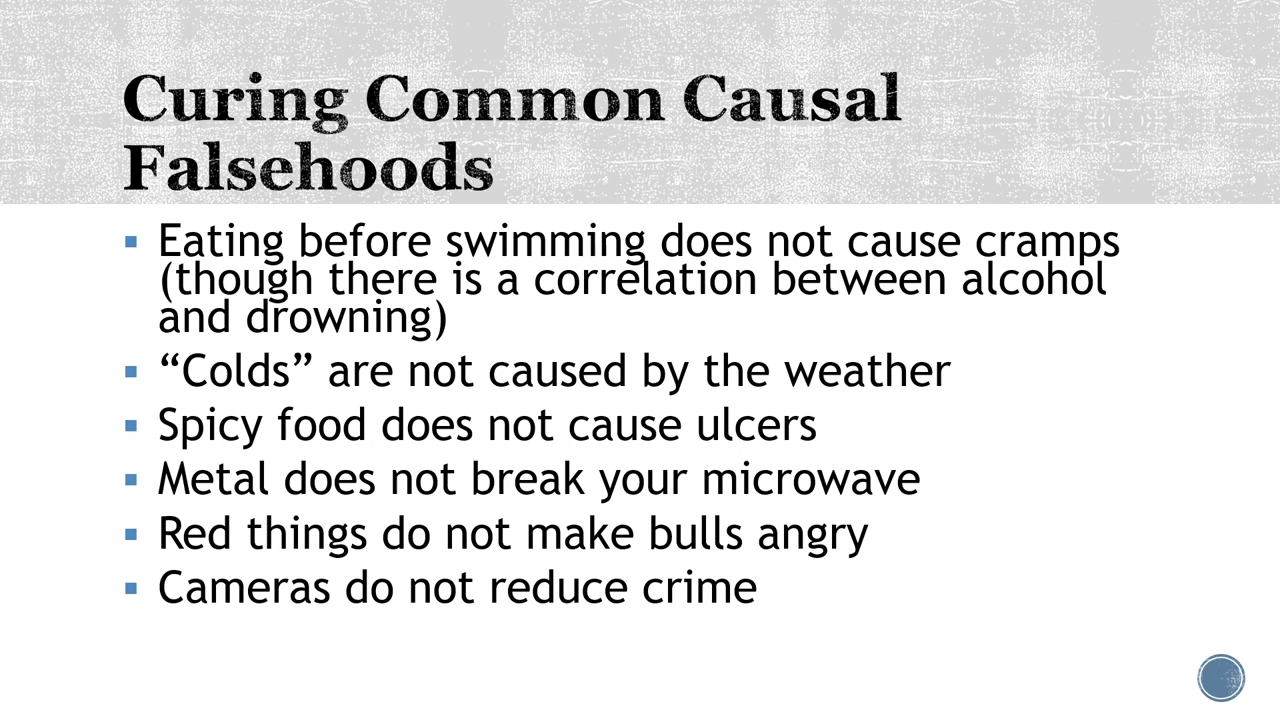 Curing Common Causal
Falsehoods
▪ Eating before swimming does not cause cramps
(though there is a correlation between alcohol
and drowning)
▪ “Colds” are not caused by the weather
▪ Spicy food does not cause ulcers
▪ Metal does not break your microwave
▪ Red things do not make bulls angry
▪ Cameras do not reduce crime